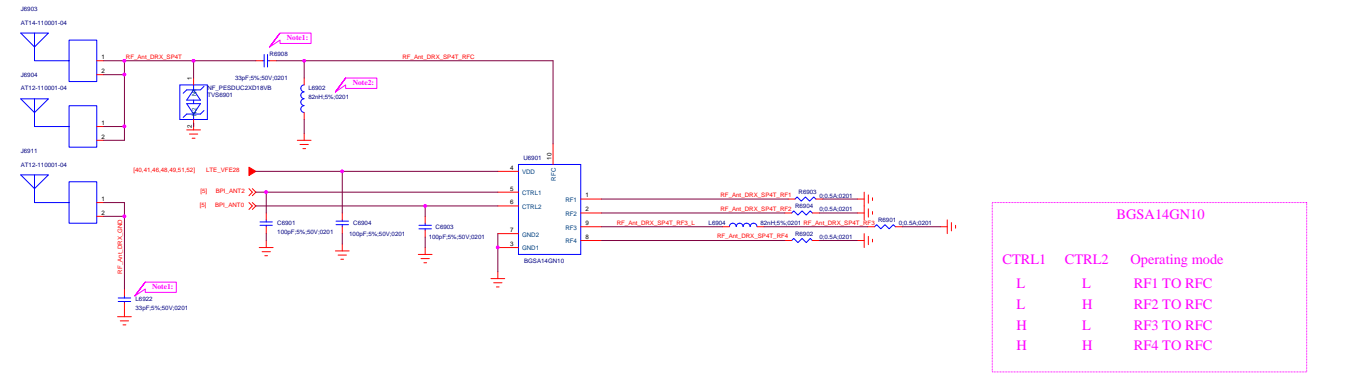 J6903
AT14-110001-04
1
2
RF_Ant_DRX_SP4T
Note1:
R6908
33pF;5%;50V;0201
RF_Ant_DRX_SP4T_RFC
J6904
AT12-110001-04
1
2
1
NF_PESDUC2XD18VB
TVS6901
2
L6902
82nH;5%;0201
Note2:
J6911
AT12-110001-04
1
2
RF_Ant_DRX_GND
Note1:
L6922
33pF;5%;50V;0201
[40,41,46,48,49,51,52] LTE_VFE28
[5] BPI_ANT2
[5] BPI_ANT0
C6901
100pF;5%;50V;0201
C6904
100pF;5%;50V;0201
C6903
100pF;5%;50V;0201
U6901
10
RFC
4 VDD
5 CTRL1
6 CTRL2
7 GND2
3 GND1
BGSA14GN10
RF1 1 RF_Ant_DRX_SP4T_RF1 R6903 0;0.5A;0201
RF2 2 RF_Ant_DRX_SP4T_RF2 R6904 0;0.5A;0201
RF3 9 RF_Ant_DRX_SP4T_RF3_L L6904 82nH;5%;0201 RF_Ant_DRX_SP4T_RF3 R6901 0;0.5A;0201
RF4 8 RF_Ant_DRX_SP4T_RF4 R6902 0;0.5A;0201
BGSA14GN10
CTRL1 CTRL2 Operating mode
L L RF1 TO RFC
L H RF2 TO RFC
H L RF3 TO RFC
H H RF4 TO RFC